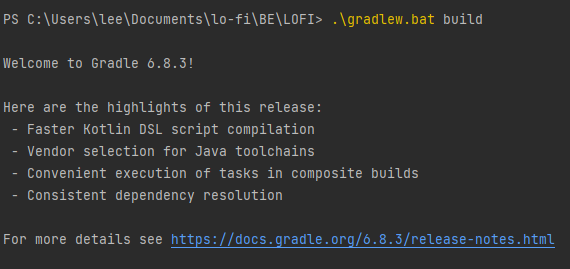 PS C:\Users\lee\Documents\lo-fi\BE\LOFI> .\gradlew.bat build
Welcome to Gradle 6.8.3!
Here are the highlights of this release:
- Faster Kotlin DSL script compilation
- Vendor selection for Java toolchains
- Convenient execution of tasks in composite builds
- Consistent dependency resolution
For more details see https://docs.gradle.org/6.8.3/release-notes.html